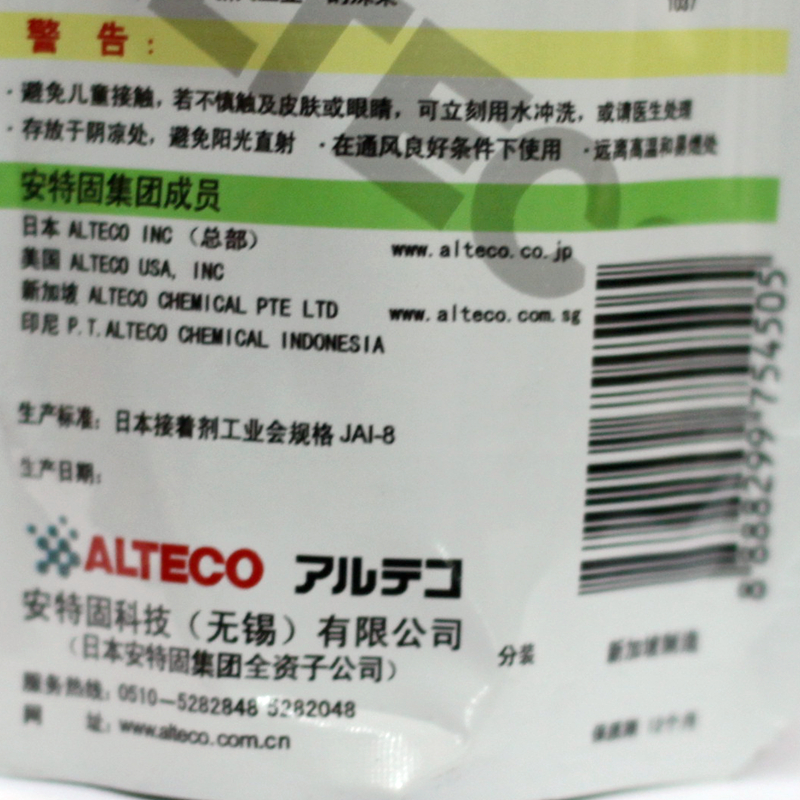 1037
警告：
·避免儿童接触，若不慎触及皮肤或眼睛，可立刻用水冲洗，或请医生处理
·存放于阴凉处，避免阳光直射 ·在通风良好条件下使用 ·远离高温和易燃处
安特固集团成员
日本 ALTECO INC （总部） www.alteco.co.jp
美国 ALTECO USA, INC
新加坡 ALTECO CHEMICAL PTE LTD www.alteco.com.sg
印尼 P.T.ALTECO CHEMICAL INDONESIA
生产标准：日本接着剂工业会规格 JAI-8
生产日期：
8 888299 754505
ALTECO アルテコ
安特固科技（无锡）有限公司
（日本安特固集团全资子公司） 分装 新加坡制造
服务热线：0510-5282848 5282048
网 址：www.alteco.com.cn
保质期